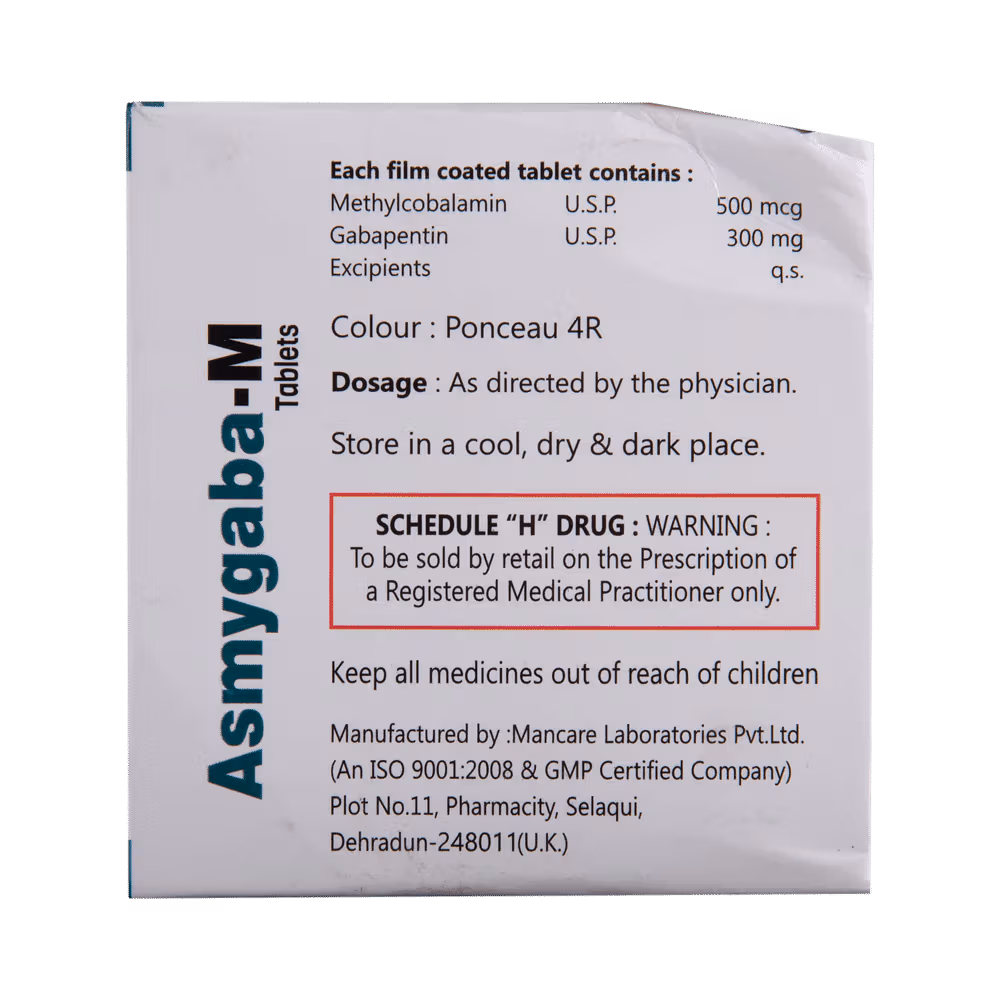 Asmygaba-M
Tablets
Each film coated tablet contains :
Methylcobalamin U.S.P. 500 mcg
Gabapentin U.S.P. 300 mg
Excipients q.s.
Colour : Ponceau 4R
Dosage : As directed by the physician.
Store in a cool, dry & dark place.
SCHEDULE “H” DRUG : WARNING :
To be sold by retail on the Prescription of
a Registered Medical Practitioner only.
Keep all medicines out of reach of children
Manufactured by :Mancare Laboratories Pvt.Ltd.
(An ISO 9001:2008 & GMP Certified Company)
Plot No.11, Pharmacity, Selaqui,
Dehradun-248011(U.K.)